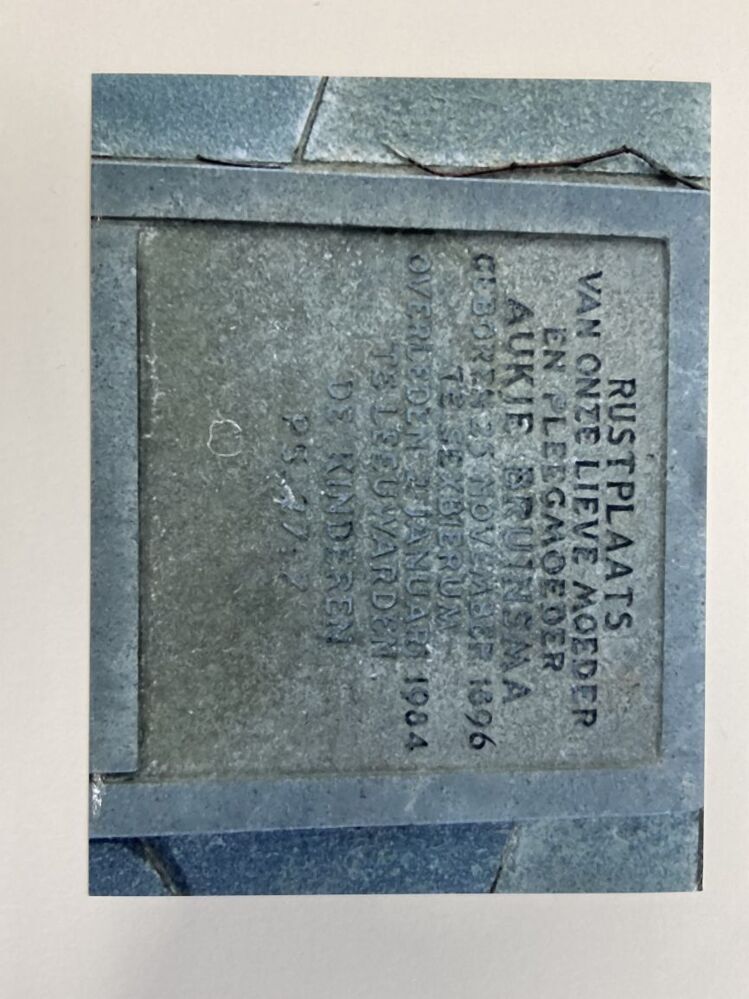 RUSTPLAATS
VAN ONZE LIEVE MOEDER
EN PLEEGMOEDER
AUKJE BRUINSMA
GEBOREN 25 NOVEMBER 1896
TE SEXBIERUM
OVERLEDEN 2 JANUARI 1984
TE LEEUWARDEN
DE KINDEREN
PS.